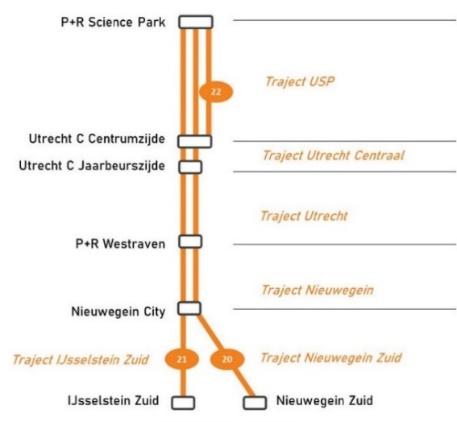 P+R Science Park
22
Traject USP
Utrecht C Centrumzijde
Traject Utrecht Centraal
Utrecht C Jaarbeurszijde
Traject Utrecht
P+R Westraven
Traject Nieuwegein
Nieuwegein City
Traject IJsselstein Zuid
21
20
Traject Nieuwegein Zuid
IJsselstein Zuid
Nieuwegein Zuid